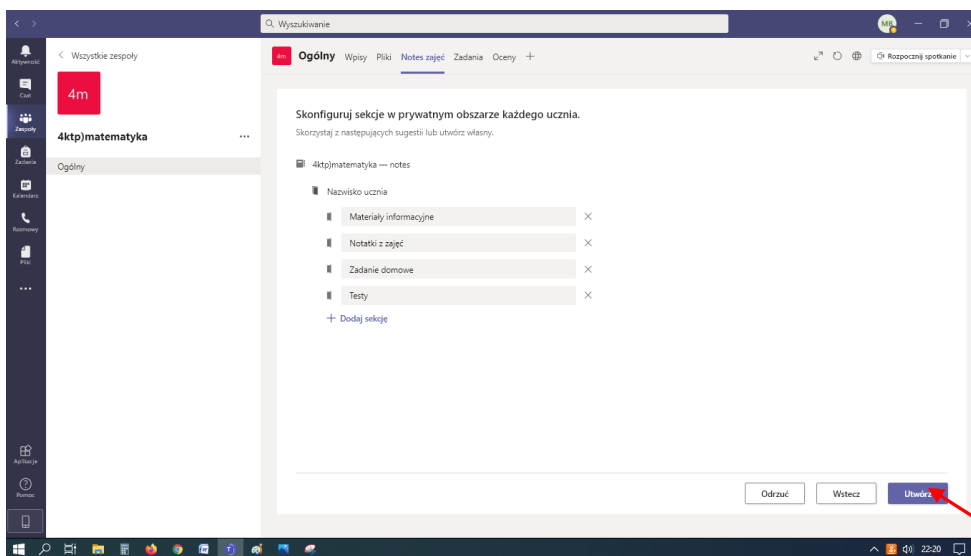 Wyszukiwanie
MB
Aktywność
Czat
Zespoły
Zadania
Kalendarz
Rozmowy
Pliki
Aplikacje
Pomoc
Wszystkie zespoły
4m
4ktp)matematyka
Ogólny
4m Ogólny Wpisy Pliki Notes zajęć Zadania Oceny
Rozpocznij spotkanie
Skonfiguruj sekcje w prywatnym obszarze każdego ucznia.
Skorzystaj z następujących sugestii lub utwórz własny.
4ktp)matematyka — notes
Nazwisko ucznia
Materiały informacyjne
Notatki z zajęć
Zadanie domowe
Testy
Dodaj sekcję
Odrzuć Wstecz Utwórz
22:20